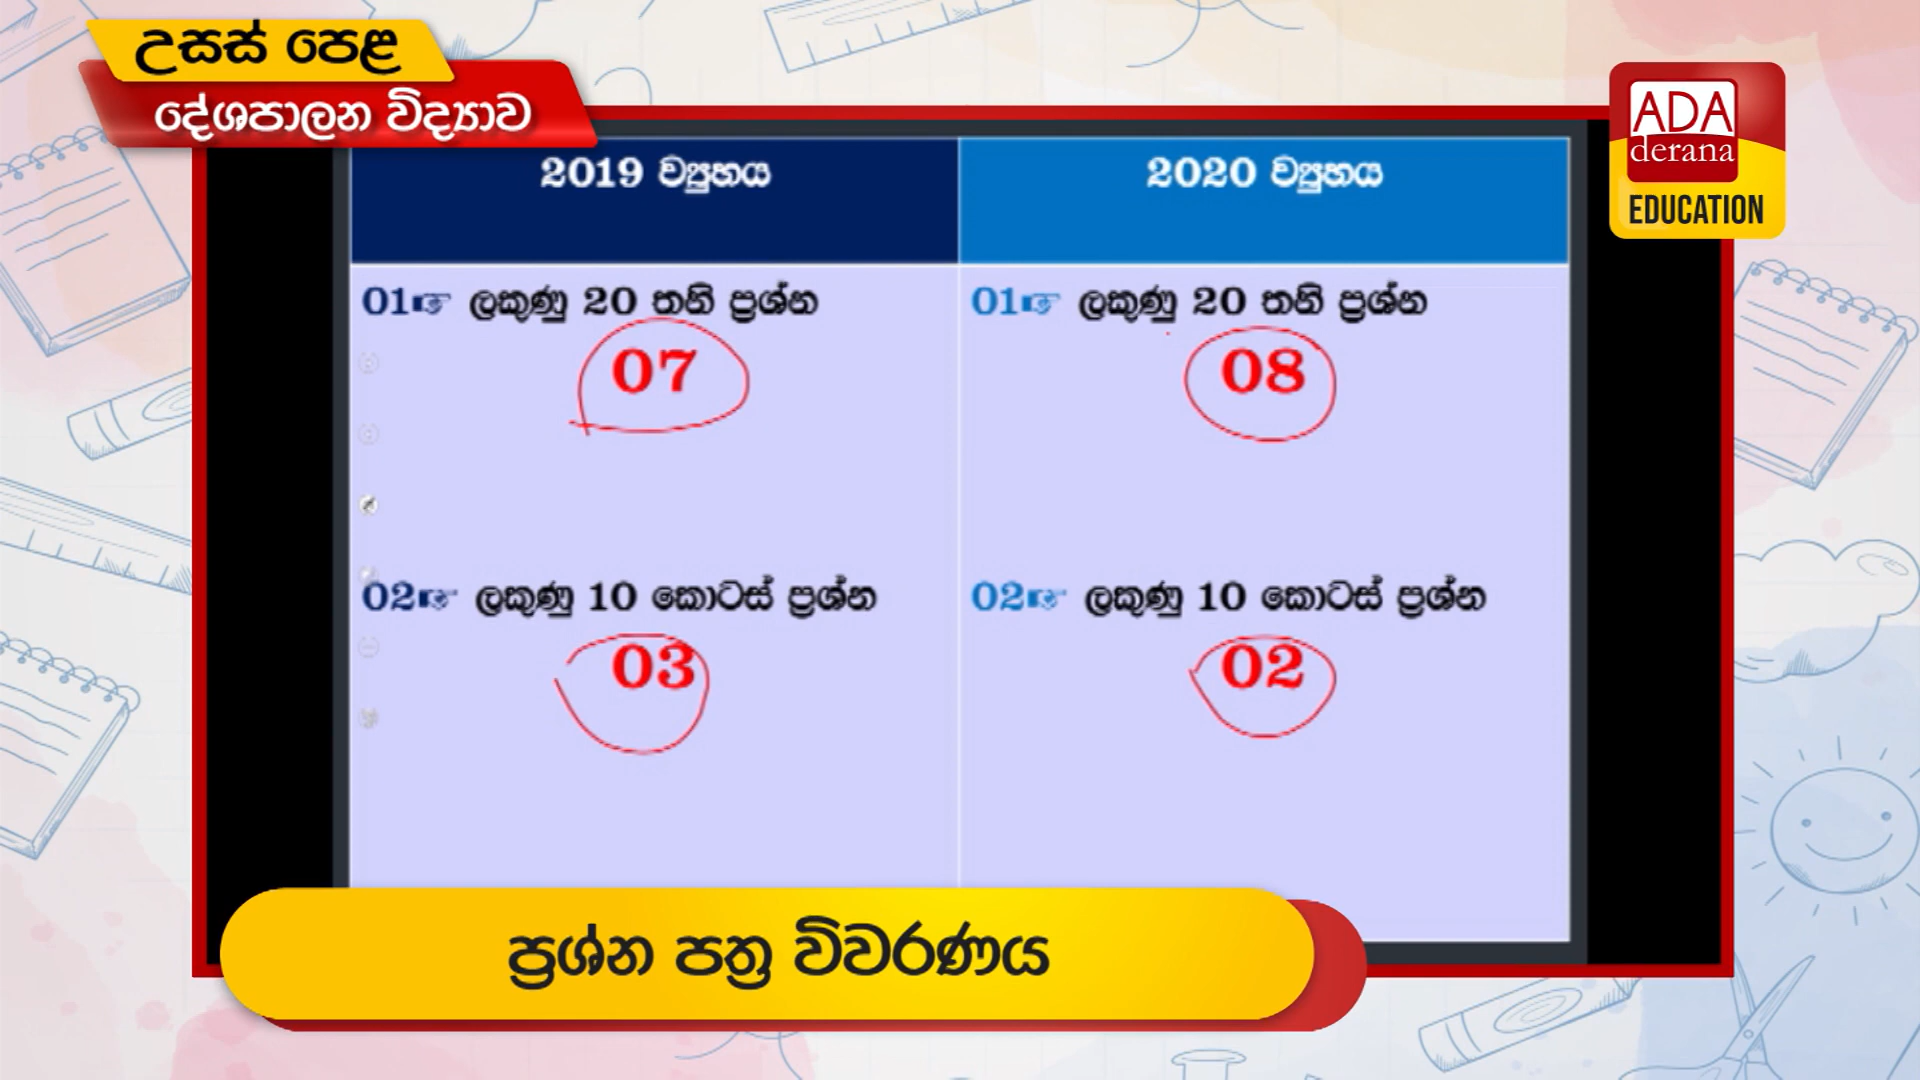 උසස් පෙළ
දේශපාලන විද්‍යාව
ADA
derana
EDUCATION
2019 ව්‍යුහය
2020 ව්‍යුහය
01☞ ලකුණු 20 තනි ප්‍රශ්න
07
01☞ ලකුණු 20 තනි ප්‍රශ්න
08
02☞ ලකුණු 10 කොටස් ප්‍රශ්න
03
02☞ ලකුණු 10 කොටස් ප්‍රශ්න
02
ප්‍රශ්න පත්‍ර විවරණය